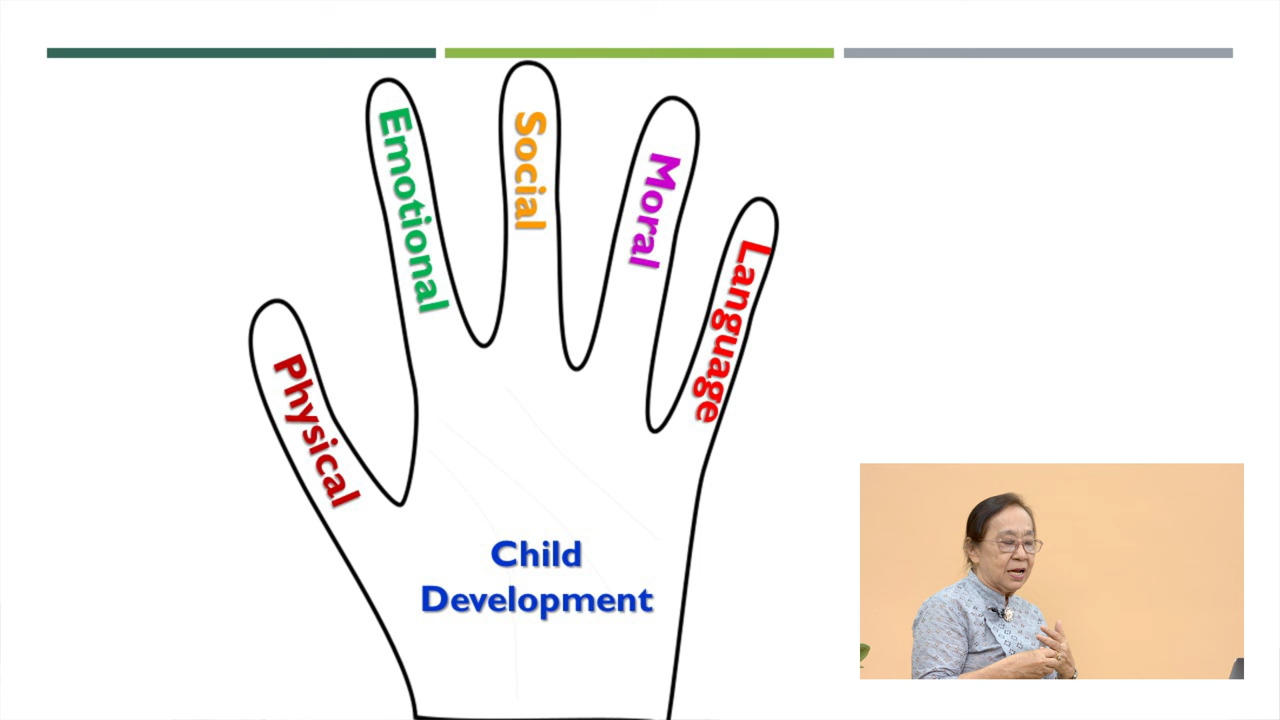 Physical
Emotional
Social
Moral
Language
Child
Development